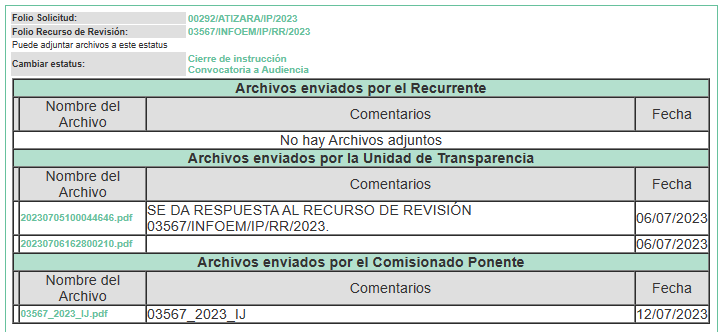 Folio Solicitud: 00292/ATIZARA/IP/2023
Folio Recurso de Revisión: 03567/INFOEM/IP/RR/2023
Puede adjuntar archivos a este estatus
Cambiar estatus: Cierre de instrucción
Convocatoria a Audiencia
Archivos enviados por el Recurrente
Nombre del Archivo Comentarios Fecha
No hay Archivos adjuntos
Archivos enviados por la Unidad de Transparencia
Nombre del Archivo Comentarios Fecha
20230705100044646.pdf SE DA RESPUESTA AL RECURSO DE REVISIÓN 03567/INFOEM/IP/RR/2023. 06/07/2023
20230706162800210.pdf 06/07/2023
Archivos enviados por el Comisionado Ponente
Nombre del Archivo Comentarios Fecha
03567_2023_IJ.pdf 03567_2023_IJ 12/07/2023